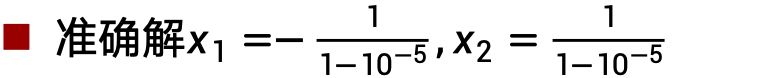 ■ 准确解x₁ =− 1/(1−10⁻⁵), x₂ = 1/(1−10⁻⁵)